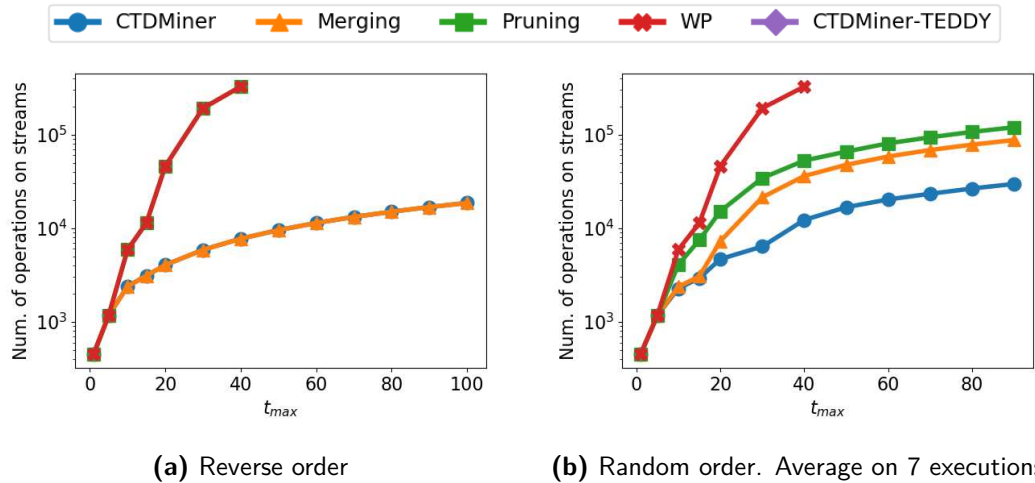 CTDMiner Merging Pruning WP CTDMiner-TEDDY
Num. of operations on streams
10^5
10^4
10^3
0 20 40 60 80 100
t_max
(a) Reverse order
Num. of operations on streams
10^5
10^4
10^3
0 20 40 60 80
t_max
(b) Random order. Average on 7 execution